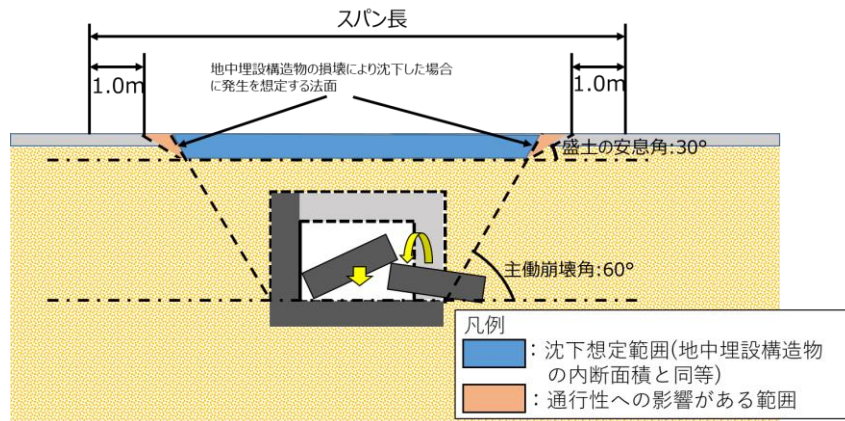 スパン長
1.0m
地中埋設構造物の損壊により沈下した場合
に発生を想定する法面
1.0m
盛土の安息角:30°
主働崩壊角:60°
凡例
：沈下想定範囲(地中埋設構造物
の内断面積と同等)
：通行性への影響がある範囲